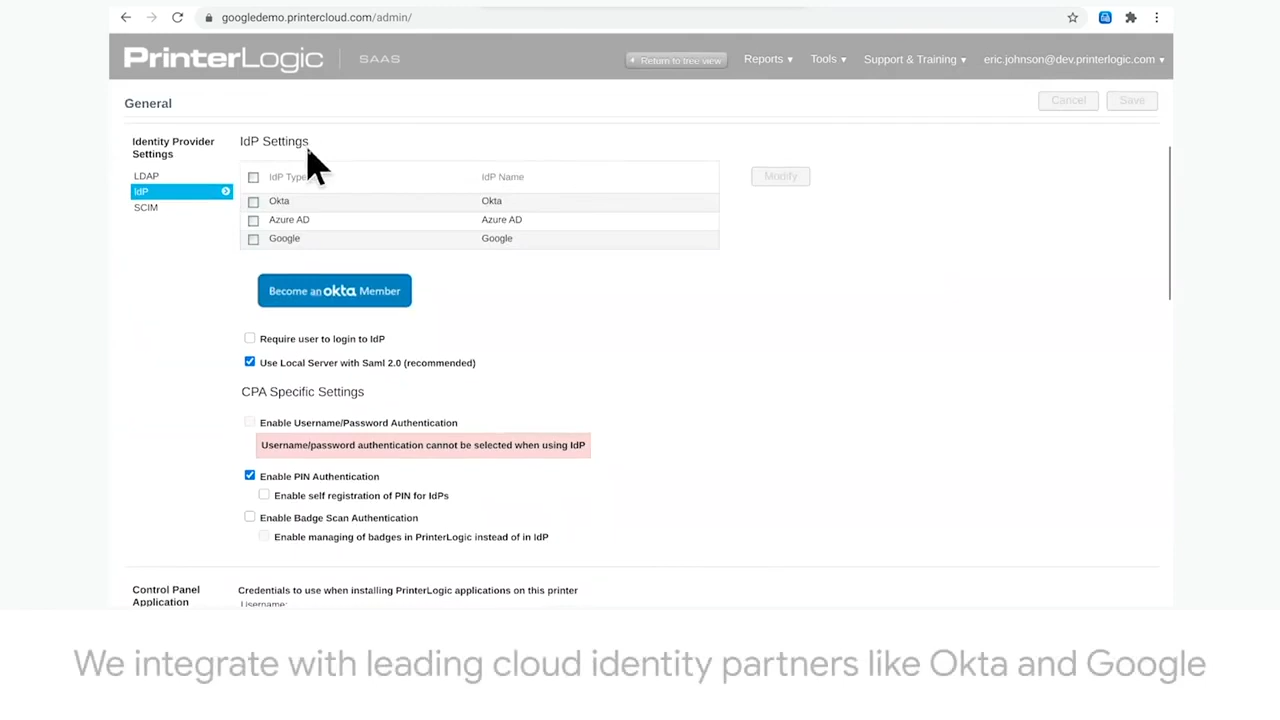 googledemo.printercloud.com/admin/
PrinterLogic SAAS
Return to tree view Reports Tools Support & Training eric.johnson@dev.printerlogic.com
General
Cancel Save
Identity Provider
Settings
LDAP
IdP
SCIM
IdP Settings
IdP Type IdP Name
Modify
Okta Okta
Azure AD Azure AD
Google Google
Become an okta Member
Require user to login to IdP
Use Local Server with Saml 2.0 (recommended)
CPA Specific Settings
Enable Username/Password Authentication
Username/password authentication cannot be selected when using IdP
Enable PIN Authentication
Enable self registration of PIN for IdPs
Enable Badge Scan Authentication
Enable managing of badges in PrinterLogic instead of in IdP
Control Panel
Application
Credentials to use when installing PrinterLogic applications on this printer
Username:
We integrate with leading cloud identity partners like Okta and Google